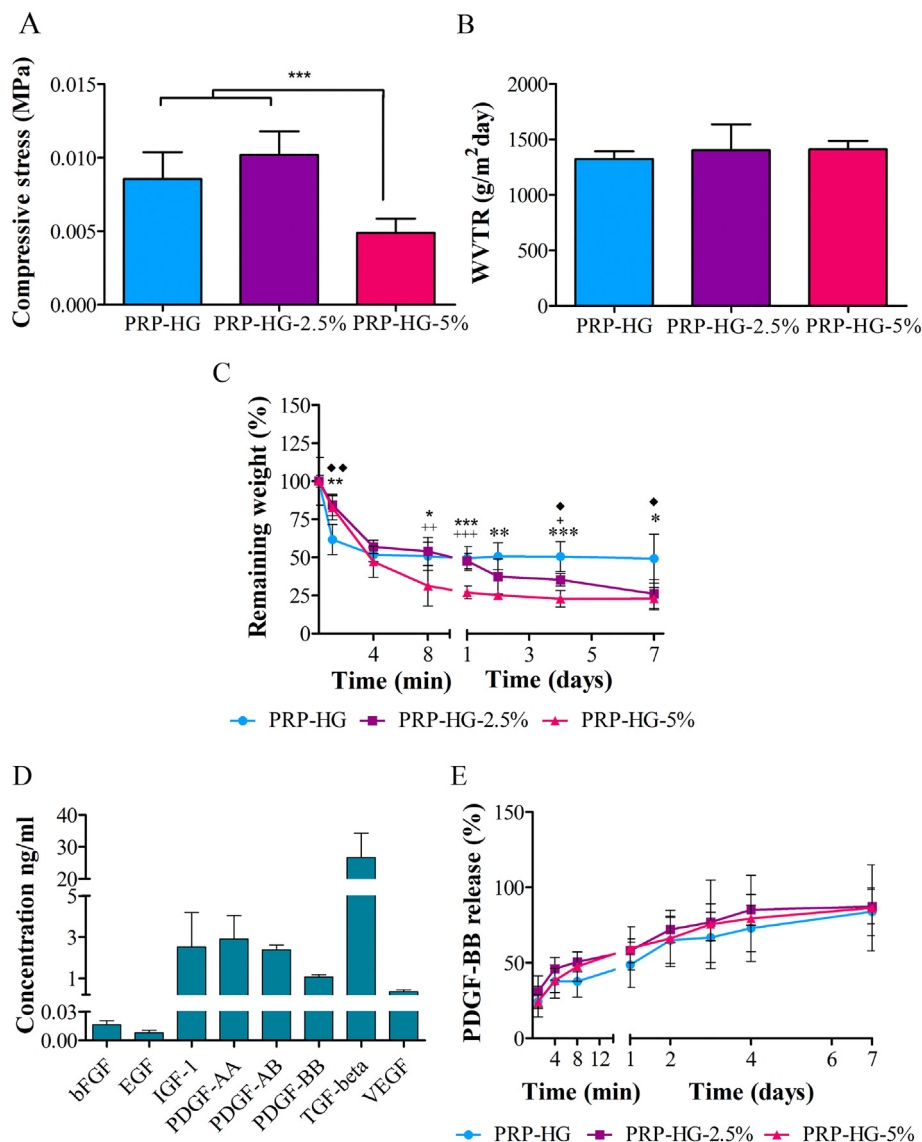 A
Compressive stress (MPa)
0.015
0.010
0.005
0.000
***
PRP-HG
PRP-HG-2.5%
PRP-HG-5%
B
WVTR (g/m²day)
2000
1500
1000
500
0
PRP-HG
PRP-HG-2.5%
PRP-HG-5%
C
Remaining weight (%)
150
125
100
75
50
25
0
♦♦
**
+
*
++
***
+++
**
♦
+
***
♦
*
4 8 1 3 5 7
Time (min) Time (days)
PRP-HG PRP-HG-2.5% PRP-HG-5%
D
Concentration ng/ml
40
30
20
5
3
1
0.03
0.00
bFGF
EGF
IGF-1
PDGF-AA
PDGF-AB
PDGF-BB
TGF-beta
VEGF
E
PDGF-BB release (%)
150
100
50
0
4 8 12 1 2 4 6 7
Time (min) Time (days)
PRP-HG PRP-HG-2.5% PRP-HG-5%